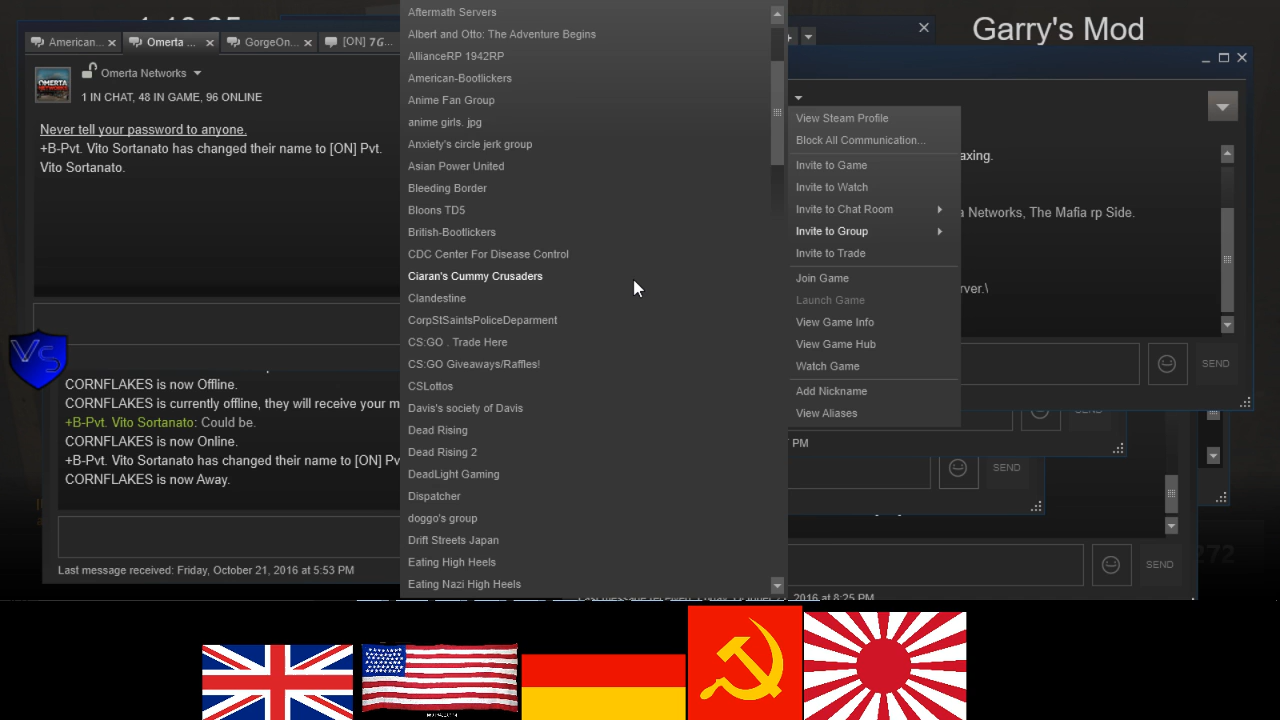 Garry's Mod
American...
Omerta ...
GorgeOn...
[ON] 7G...
OMERTA
Omerta Networks
1 IN CHAT, 48 IN GAME, 96 ONLINE
Never tell your password to anyone.
+B-Pvt. Vito Sortanato has changed their name to [ON] Pvt.
Vito Sortanato.
VS
CORNFLAKES is now Offline.
CORNFLAKES is currently offline, they will receive your m
+B-Pvt. Vito Sortanato: Could be.
CORNFLAKES is now Online.
+B-Pvt. Vito Sortanato has changed their name to [ON] Pv
CORNFLAKES is now Away.
Last message received: Friday, October 21, 2016 at 5:53 PM
Aftermath Servers
Albert and Otto: The Adventure Begins
AllianceRP 1942RP
American-Bootlickers
Anime Fan Group
anime girls. jpg
Anxiety's circle jerk group
Asian Power United
Bleeding Border
Bloons TD5
British-Bootlickers
CDC Center For Disease Control
Ciaran's Cummy Crusaders
Clandestine
CorpStSaintsPoliceDeparment
CS:GO . Trade Here
CS:GO Giveaways/Raffles!
CSLottos
Davis's society of Davis
Dead Rising
Dead Rising 2
DeadLight Gaming
Dispatcher
doggo's group
Drift Streets Japan
Eating High Heels
Eating Nazi High Heels
View Steam Profile
Block All Communication...
Invite to Game
Invite to Watch
Invite to Chat Room
Invite to Group
Invite to Trade
Join Game
Launch Game
View Game Info
View Game Hub
Watch Game
Add Nickname
View Aliases
axing.
a Networks, The Mafia rp Side.
rver.\
SEND
SEND
PM
SEND
SEND
272
2016 at 8:25 PM